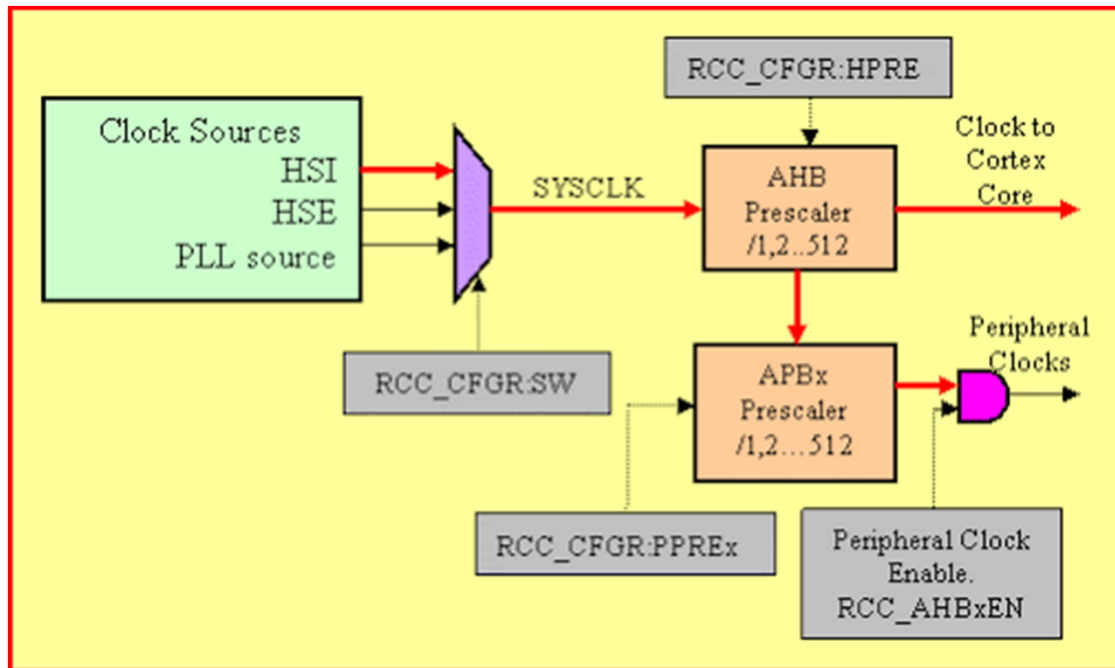 RCC_CFGR:HPRE
Clock Sources
HSI
HSE
PLL source
SYSCLK
AHB
Prescaler
/1,2..512
Clock to
Cortex
Core
RCC_CFGR:SW
APBx
Prescaler
/1,2...512
Peripheral
Clocks
RCC_CFGR:PPREx
Peripheral Clock
Enable.
RCC_AHBxEN